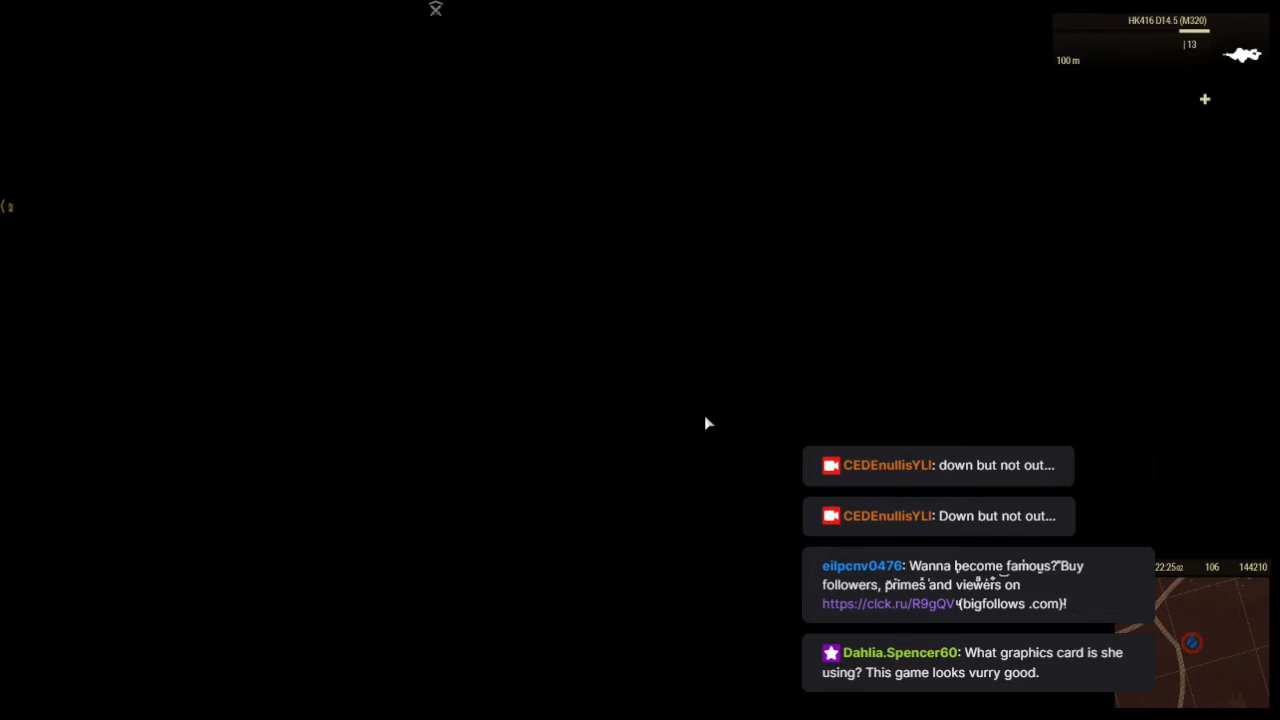 HK416 D14.5 (M320)
|13
100 m
CEDEnullisYLI: down but not out...
CEDEnullisYLI: Down but not out...
eilpcnv0476: Wanna become famous? Buy
followers, primes and viewers on
https://clck.ru/R9gQV (bigfollows .com)!
22:25 02 106 144210
Dahlia.Spencer60: What graphics card is she
using? This game looks vurry good.